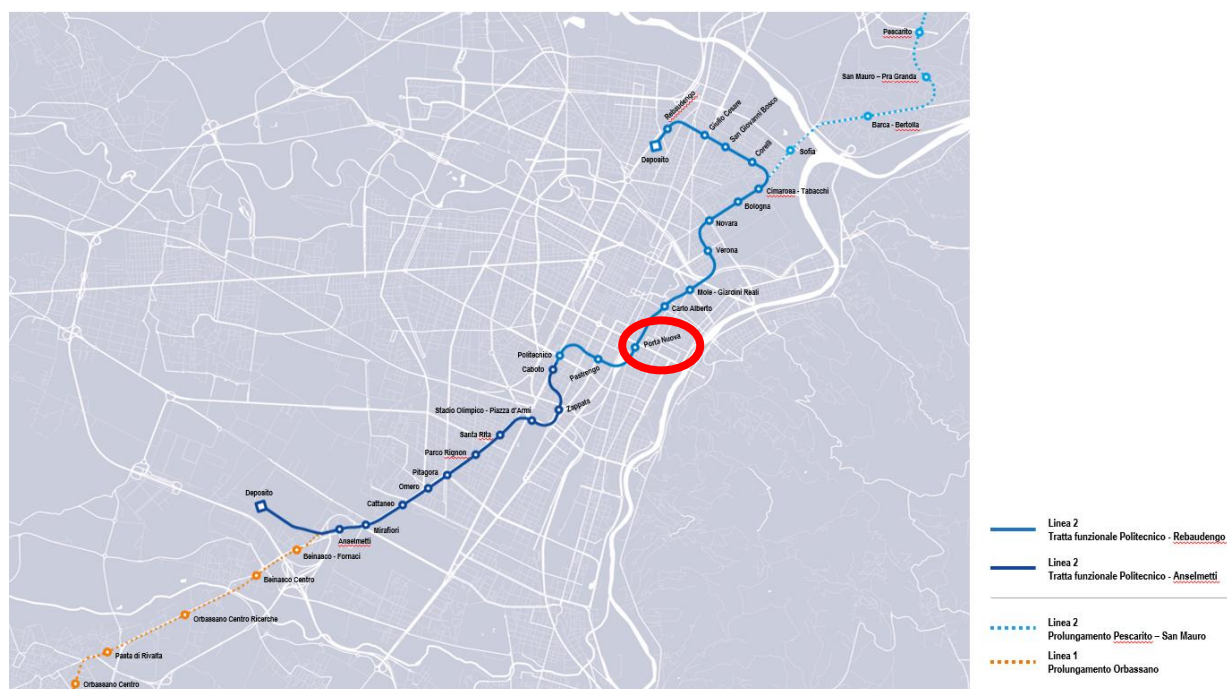 Pescarito
San Mauro – Pra Granda
Barca - Bertolla
Sofia
Rebaudengo
Giulio Cesare
San Giovanni Bosco
Corelli
Deposito
Cimarosa - Tabacchi
Bologna
Novara
Verona
Mole - Giardini Reali
Carlo Alberto
Porta Nuova
Politecnico
Pastrengo
Caboto
Zappata
Stadio Olimpico - Piazza d'Armi
Santa Rita
Parco Rignon
Pitagora
Omero
Cattaneo
Deposito
Mirafiori
Anselmetti
Beinasco - Fornaci
Beinasco Centro
Orbassano Centro Ricerche
Pasta di Rivalta
Orbassano Centro
Linea 2
Tratta funzionale Politecnico - Rebaudengo
Linea 2
Tratta funzionale Politecnico - Anselmetti
Linea 2
Prolungamento Pescarito – San Mauro
Linea 1
Prolungamento Orbassano